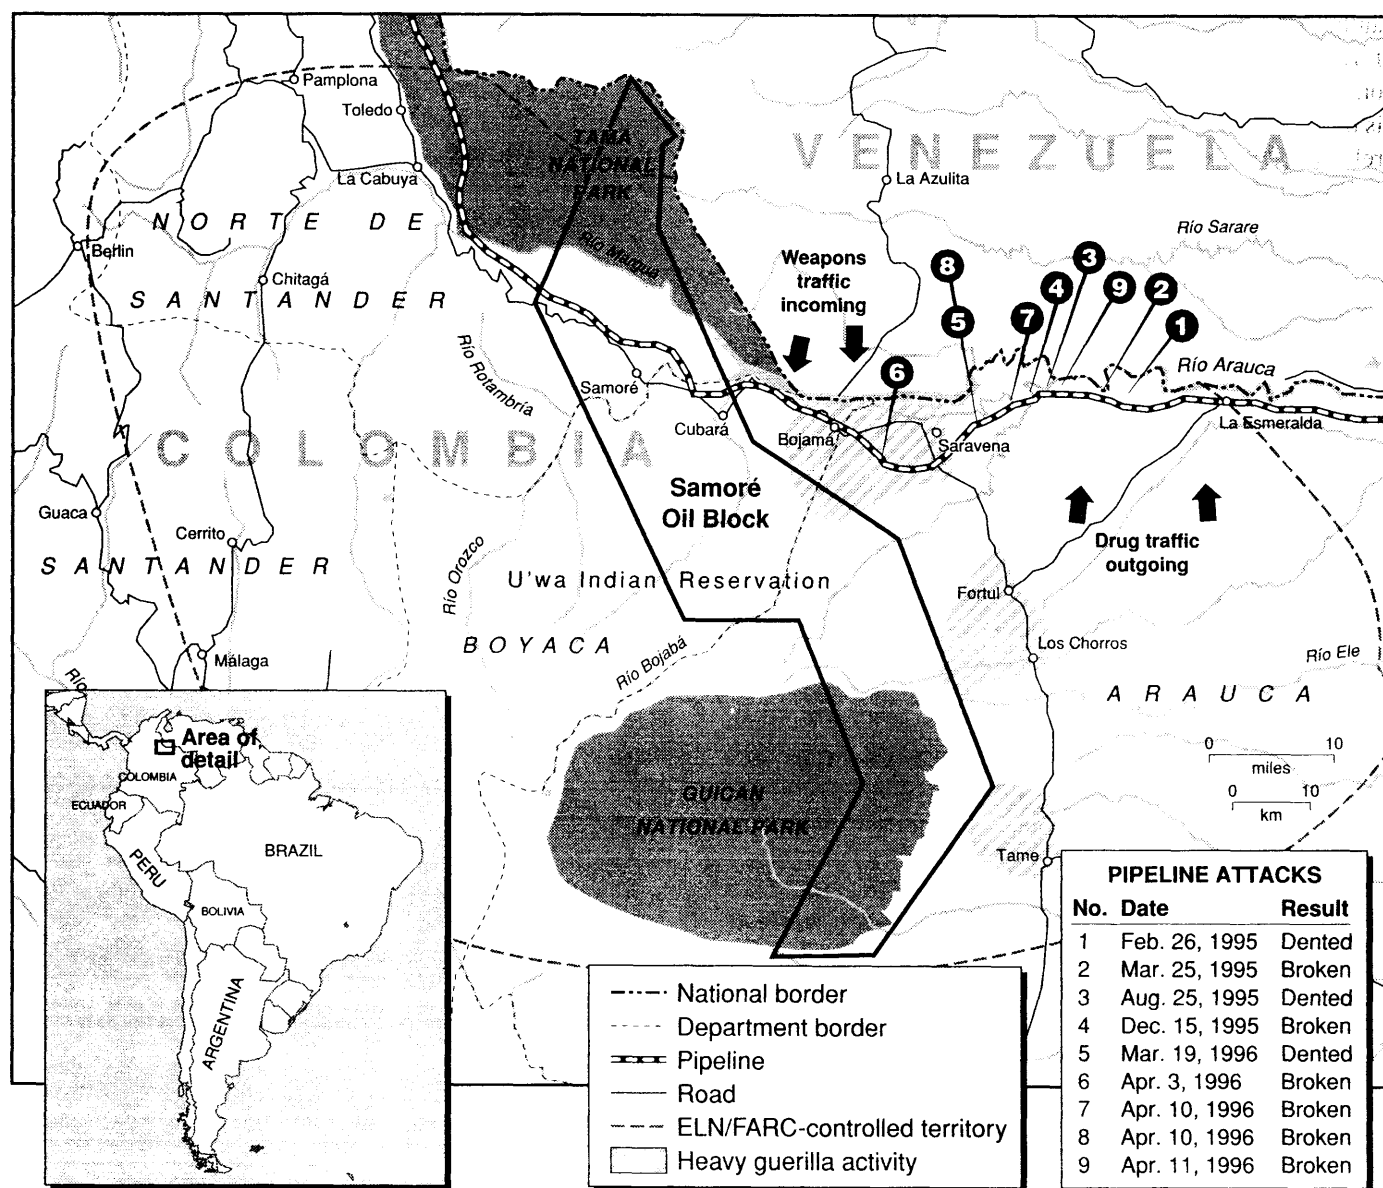 Pamplona
Toledo
TAMA
NATIONAL
PARK
VENEZUELA
La Cabuya
La Azulita
NORTE DE
SANTANDER
Berlin
Río Sarare
Río Margua
Weapons
traffic
incoming
8
3
4
9
2
Chitagá
5
7
1
Río Rotambría
Río Arauca
6
Samoré
Cubará
Bojamá
Saravena
La Esmeralda
COLOMBIA
Samoré
Oil Block
Guaca
Cerrito
SANTANDER
Río Orozco
Drug traffic
outgoing
U'wa Indian Reservation
Fortul
BOYACA
Río Bojabá
Los Chorros
Río Ele
Málaga
ARAUCA
Río
0 10
miles
0 10
km
GUICAN
NATIONAL PARK
Tame
Area of
detail
COLOMBIA
ECUADOR
PERU
BRAZIL
BOLIVIA
ARGENTINA
National border
Department border
Pipeline
Road
ELN/FARC-controlled territory
Heavy guerilla activity
PIPELINE ATTACKS
No. Date Result
1 Feb. 26, 1995 Dented
2 Mar. 25, 1995 Broken
3 Aug. 25, 1995 Dented
4 Dec. 15, 1995 Broken
5 Mar. 19, 1996 Dented
6 Apr. 3, 1996 Broken
7 Apr. 10, 1996 Broken
8 Apr. 10, 1996 Broken
9 Apr. 11, 1996 Broken